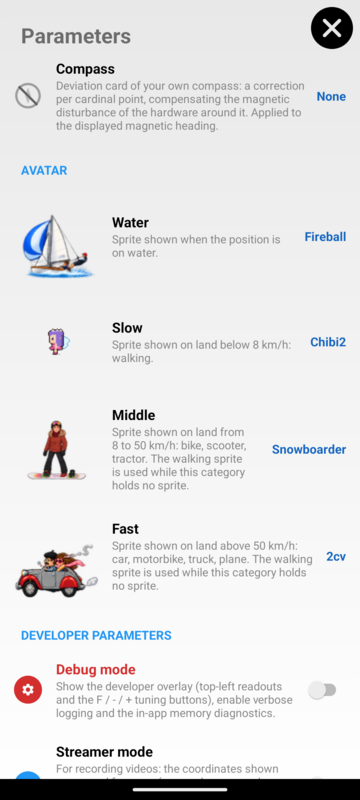 Parameters
Compass
Deviation card of your own compass: a correction
per cardinal point, compensating the magnetic
disturbance of the hardware around it. Applied to
the displayed magnetic heading.
None
AVATAR
Water
Sprite shown when the position is
on water.
Fireball
Slow
Sprite shown on land below 8 km/h:
walking.
Chibi2
Middle
Sprite shown on land from
8 to 50 km/h: bike, scooter,
tractor. The walking sprite
is used while this category
holds no sprite.
Snowboarder
Fast
Sprite shown on land above 50 km/h:
car, motorbike, truck, plane. The walking
sprite is used while this category holds
no sprite.
2cv
DEVELOPER PARAMETERS
Debug mode
Show the developer overlay (top-left readouts
and the F / - / + tuning buttons), enable verbose
logging and the in-app memory diagnostics.
Streamer mode
For recording videos: the coordinates shown